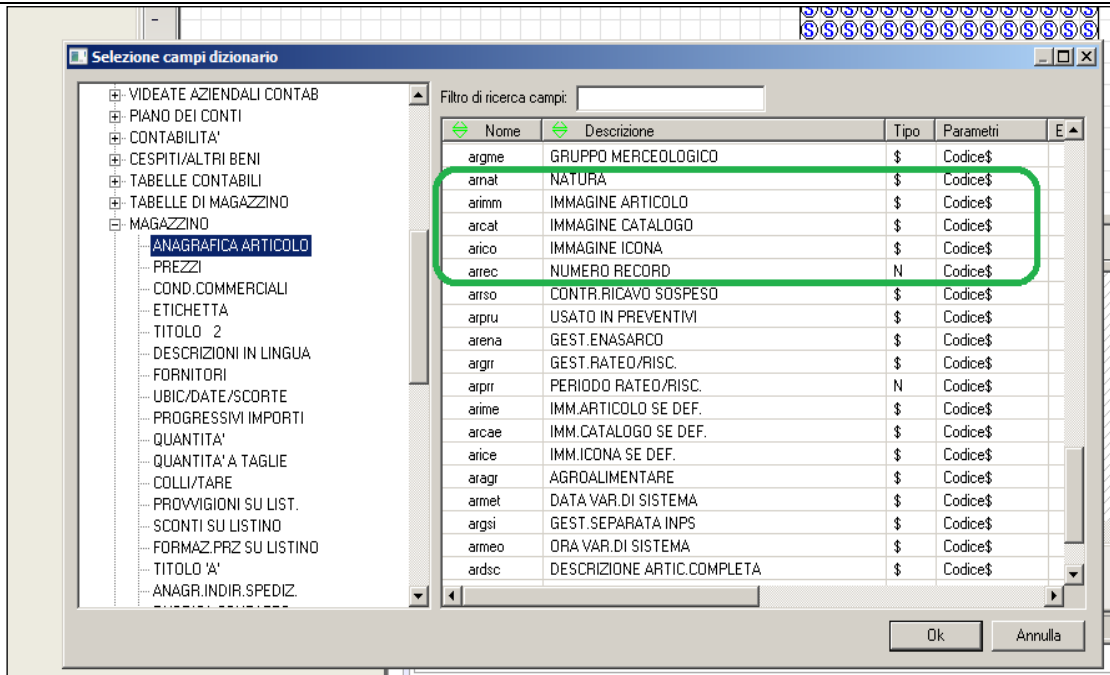 SSSSSSSSSSSSSS
SSSSSSSSSSSSSS
Selezione campi dizionario
VIDEATE AZIENDALI CONTAB
PIANO DEI CONTI
CONTABILITA'
CESPITI/ALTRI BENI
TABELLE CONTABILI
TABELLE DI MAGAZZINO
MAGAZZINO
ANAGRAFICA ARTICOLO
PREZZI
COND.COMMERCIALI
ETICHETTA
TITOLO 2
DESCRIZIONI IN LINGUA
FORNITORI
UBIC/DATE/SCORTE
PROGRESSIVI IMPORTI
QUANTITA'
QUANTITA' A TAGLIE
COLLI/TARE
PROVVIGIONI SU LIST.
SCONTI SU LISTINO
FORMAZ.PRZ SU LISTINO
TITOLO 'A'
ANAGR.INDIR.SPEDIZ.
Filtro di ricerca campi:
Nome Descrizione Tipo Parametri E
argme GRUPPO MERCEOLOGICO $ Codice$
arnat NATURA $ Codice$
arimm IMMAGINE ARTICOLO $ Codice$
arcat IMMAGINE CATALOGO $ Codice$
arico IMMAGINE ICONA $ Codice$
arrec NUMERO RECORD N Codice$
arrso CONTR.RICAVO SOSPESO $ Codice$
arpru USATO IN PREVENTIVI $ Codice$
arena GEST.ENASARCO $ Codice$
argrr GEST.RATEO/RISC. $ Codice$
arprr PERIODO RATEO/RISC. N Codice$
arime IMM.ARTICOLO SE DEF. $ Codice$
arcae IMM.CATALOGO SE DEF. $ Codice$
arice IMM.ICONA SE DEF. $ Codice$
aragr AGROALIMENTARE $ Codice$
armet DATA VAR.DI SISTEMA $ Codice$
argsi GEST.SEPARATA INPS $ Codice$
armeo ORA VAR.DI SISTEMA $ Codice$
ardsc DESCRIZIONE ARTIC.COMPLETA $ Codice$
Ok Annulla